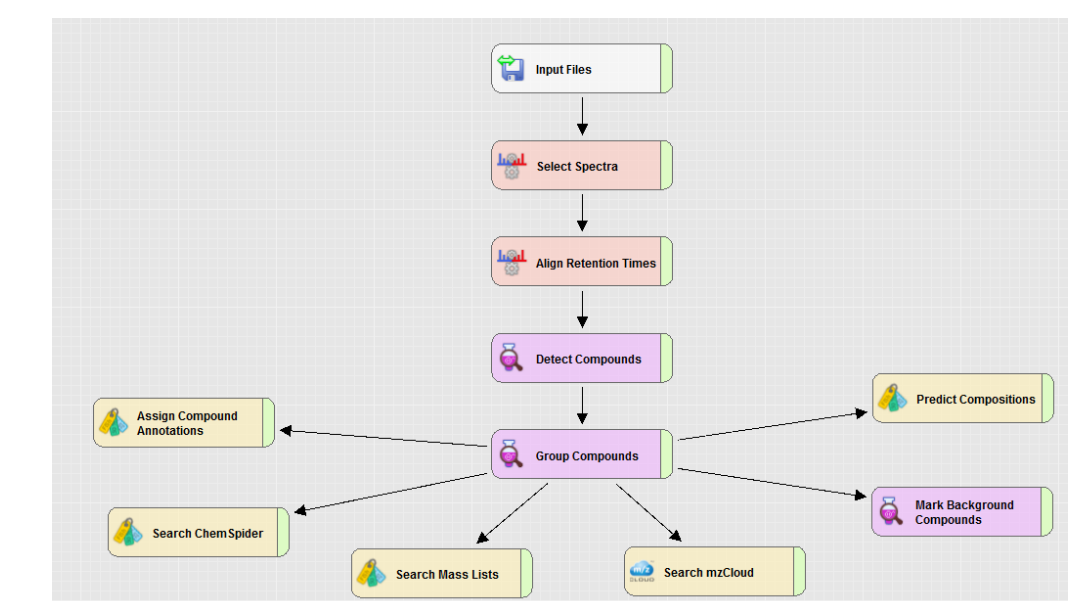 Input Files
Select Spectra
Align Retention Times
Detect Compounds
Predict Compositions
Assign Compound
Annotations
Group Compounds
Mark Background
Compounds
Search ChemSpider
Search Mass Lists
m/z
CLOUD
Search mzCloud